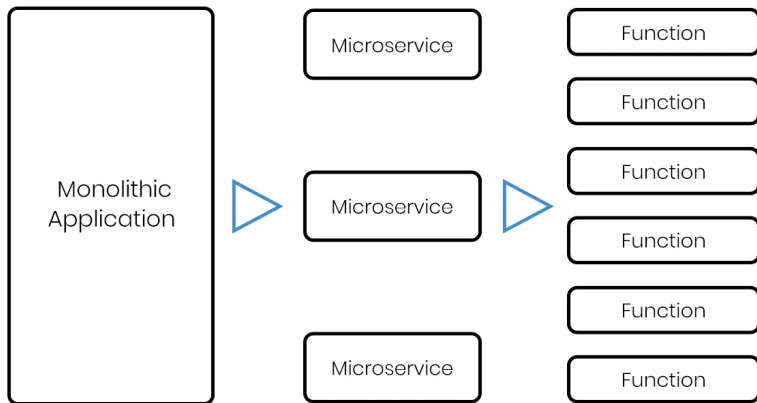 Monolithic
Application
Microservice
Microservice
Microservice
Function
Function
Function
Function
Function
Function